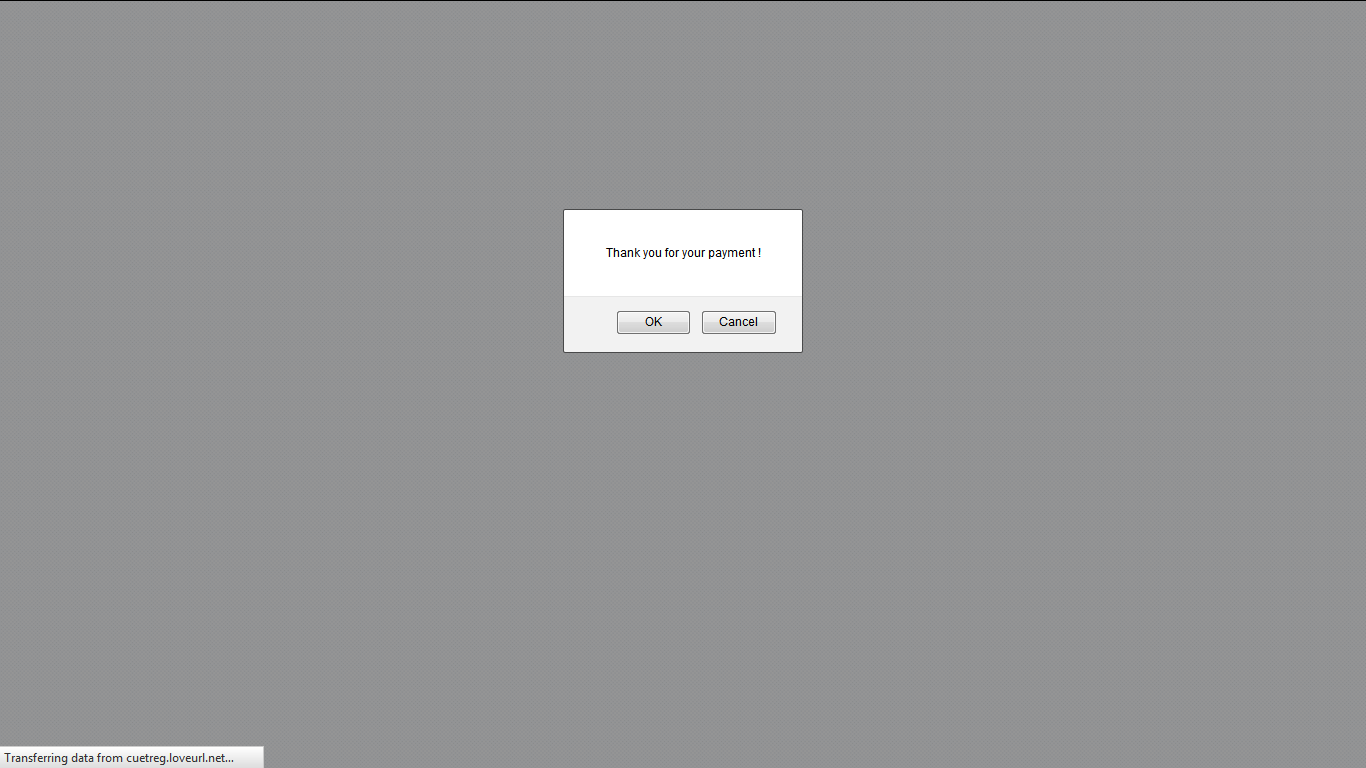 Thank you for your payment !
OK
Cancel
Transferring data from cuetreg.loveurl.net...